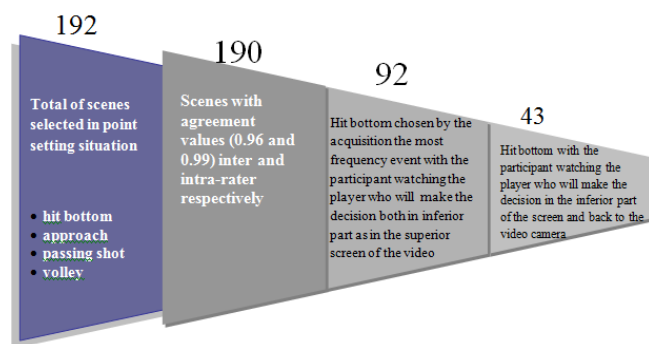 192
Total of scenes
selected in point
setting situation
• hit bottom
• approach
• passing shot
• volley
190
Scenes with
agreement
values (0.96 and
0.99) inter and
intra-rater
respectively
92
Hit bottom chosen by the
acquisition the most
frequency event with the
participant watching the
player who will make the
decision both in inferior
part as in the superior
screen of the video
43
Hit bottom with the
participant watching the
player who will make the
decision in the inferior part
of the screen and back to the
video camera